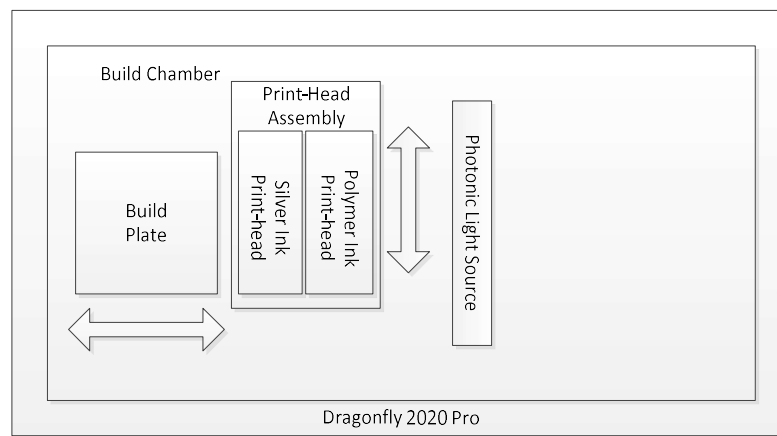 Build Chamber
Print-Head
Assembly
Silver Ink
Print-head
Polymer Ink
Print-head
Photonic Light Source
Build
Plate
Dragonfly 2020 Pro